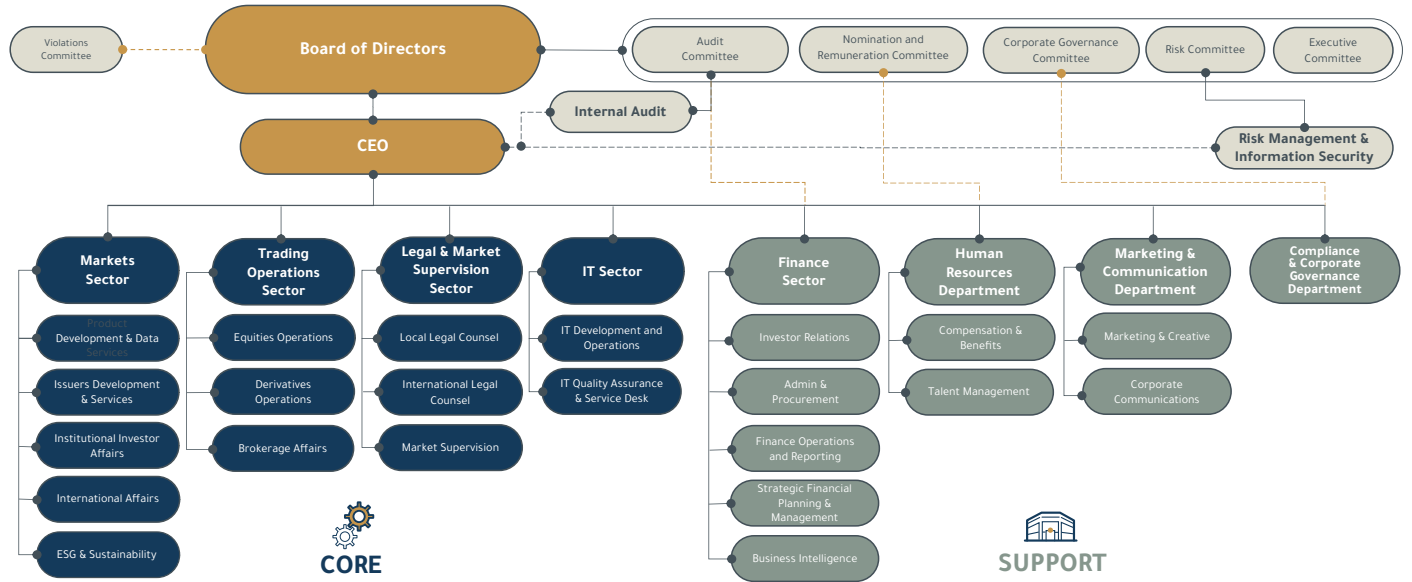 Violations
Committee
Board of Directors
Audit
Committee
Nomination and
Remuneration Committee
Corporate Governance
Committee
Risk Committee
Executive
Committee
Internal Audit
CEO
Risk Management &
Information Security
Markets
Sector
Product
Development & Data
Services
Issuers Development
& Services
Institutional Investor
Affairs
International Affairs
ESG & Sustainability
Trading
Operations
Sector
Equities Operations
Derivatives
Operations
Brokerage Affairs
Legal & Market
Supervision
Sector
Local Legal Counsel
International Legal
Counsel
Market Supervision
IT Sector
IT Development and
Operations
IT Quality Assurance
& Service Desk
Finance
Sector
Investor Relations
Admin &
Procurement
Finance Operations
and Reporting
Strategic Financial
Planning &
Management
Business Intelligence
Human
Resources
Department
Compensation &
Benefits
Talent Management
Marketing &
Communication
Department
Marketing & Creative
Corporate
Communications
Compliance
& Corporate
Governance
Department
CORE
SUPPORT